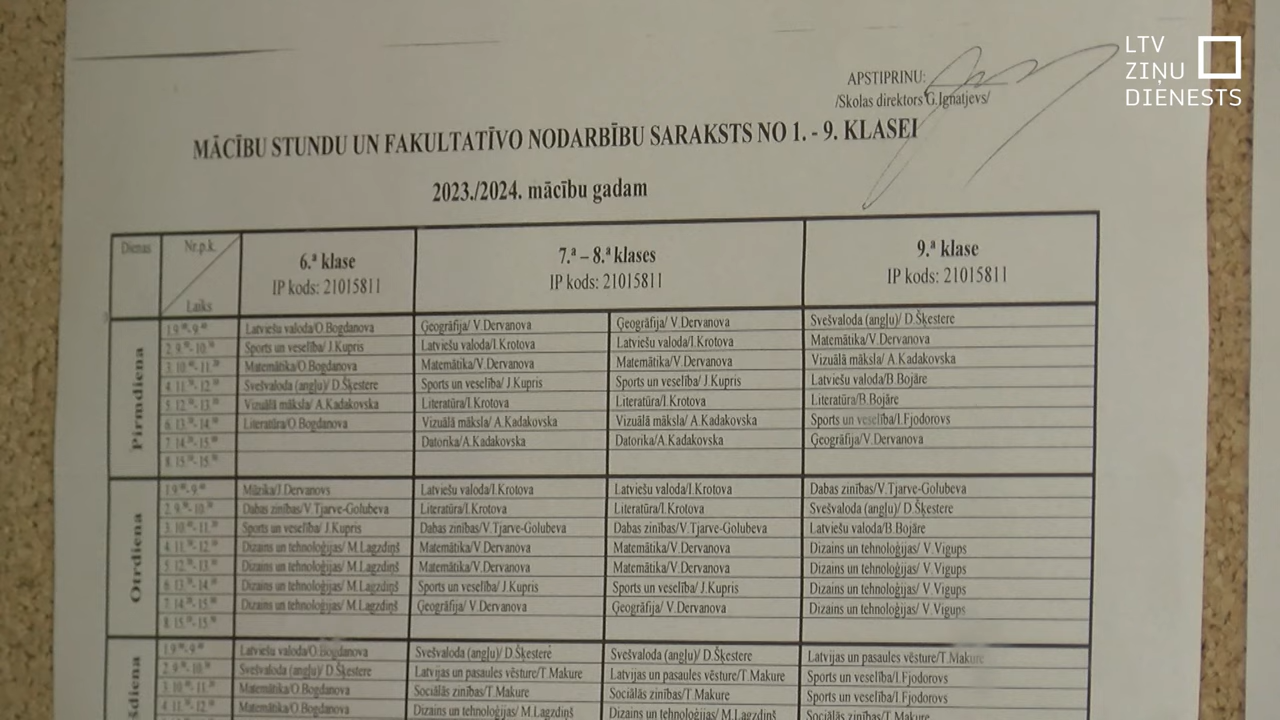 LTV
ZIŅU
DIENESTS
APSTIPRINU:
/Skolas direktors G.Ignatjevs/
MĀCĪBU STUNDU UN FAKULTATĪVO NODARBĪBU SARAKSTS NO 1. - 9. KLASEI
2023./2024. mācību gadam
Dienas Nr.p.k. Laiks 6.ª klase 7.ª – 8.ª klases 9.ª klase
IP kods: 21015811 IP kods: 21015811 IP kods: 21015811
Pirmdiena
Latviešu valoda/O.Bogdanova Ģeogrāfija/ V.Dervanova Ģeogrāfija/ V.Dervanova Svešvaloda (angļu)/ D.Šķestere
Sports un veselība/ J.Kupris Latviešu valoda/I.Krotova Latviešu valoda/I.Krotova Matemātika/V.Dervanova
Matemātika/O.Bogdanova Matemātika/V.Dervanova Matemātika/V.Dervanova Vizuālā māksla/ A.Kadakovska
Svešvaloda (angļu)/ D.Šķestere Sports un veselība/ J.Kupris Sports un veselība/ J.Kupris Latviešu valoda/B.Bojāre
Vizuālā māksla/ A.Kadakovska Literatūra/I.Krotova Literatūra/I.Krotova Literatūra/B.Bojāre
Literatūra/O.Bogdanova Vizuālā māksla/ A.Kadakovska Vizuālā māksla/ A.Kadakovska Sports un veselība/I.Fjodorovs
Datorika/A.Kadakovska Datorika/A.Kadakovska Ģeogrāfija/V.Dervanova
Otrdiena
Mūzika/J.Dervanovs Latviešu valoda/I.Krotova Latviešu valoda/I.Krotova Dabas zinības/V.Tjarve-Golubeva
Dabas zinības/V.Tjarve-Golubeva Literatūra/I.Krotova Literatūra/I.Krotova Svešvaloda (angļu)/ D.Šķestere
Sports un veselība/ J.Kupris Dabas zinības/V.Tjarve-Golubeva Dabas zinības/V.Tjarve-Golubeva Latviešu valoda/B.Bojāre
Dizains un tehnoloģijas/ M.Lagzdiņš Matemātika/V.Dervanova Matemātika/V.Dervanova Dizains un tehnoloģijas/ V.Vigups
Dizains un tehnoloģijas/ M.Lagzdiņš Matemātika/V.Dervanova Matemātika/V.Dervanova Dizains un tehnoloģijas/ V.Vigups
Dizains un tehnoloģijas/ M.Lagzdiņš Sports un veselība/ J.Kupris Sports un veselība/ J.Kupris Dizains un tehnoloģijas/ V.Vigups
Dizains un tehnoloģijas/ M.Lagzdiņš Ģeogrāfija/ V.Dervanova Ģeogrāfija/ V.Dervanova Dizains un tehnoloģijas/ V.Vigups
Latviešu valoda/O.Bogdanova Svešvaloda (angļu)/ D.Šķestere Svešvaloda (angļu)/ D.Šķestere Latvijas un pasaules vēsture/T.Makure
Svešvaloda (angļu)/ D.Šķestere Latvijas un pasaules vēsture/T.Makure Latvijas un pasaules vēsture/T.Makure Sports un veselība/I.Fjodorovs
Matemātika/O.Bogdanova Sociālās zinības/T.Makure Sociālās zinības/T.Makure Sports un veselība/I.Fjodorovs
Matemātika/O.Bogdanova Dizains un tehnoloģijas/ M.Lagzdiņš Dizains un tehnoloģijas/ M.Lagzdiņš Sociālās zinības/T.Makure